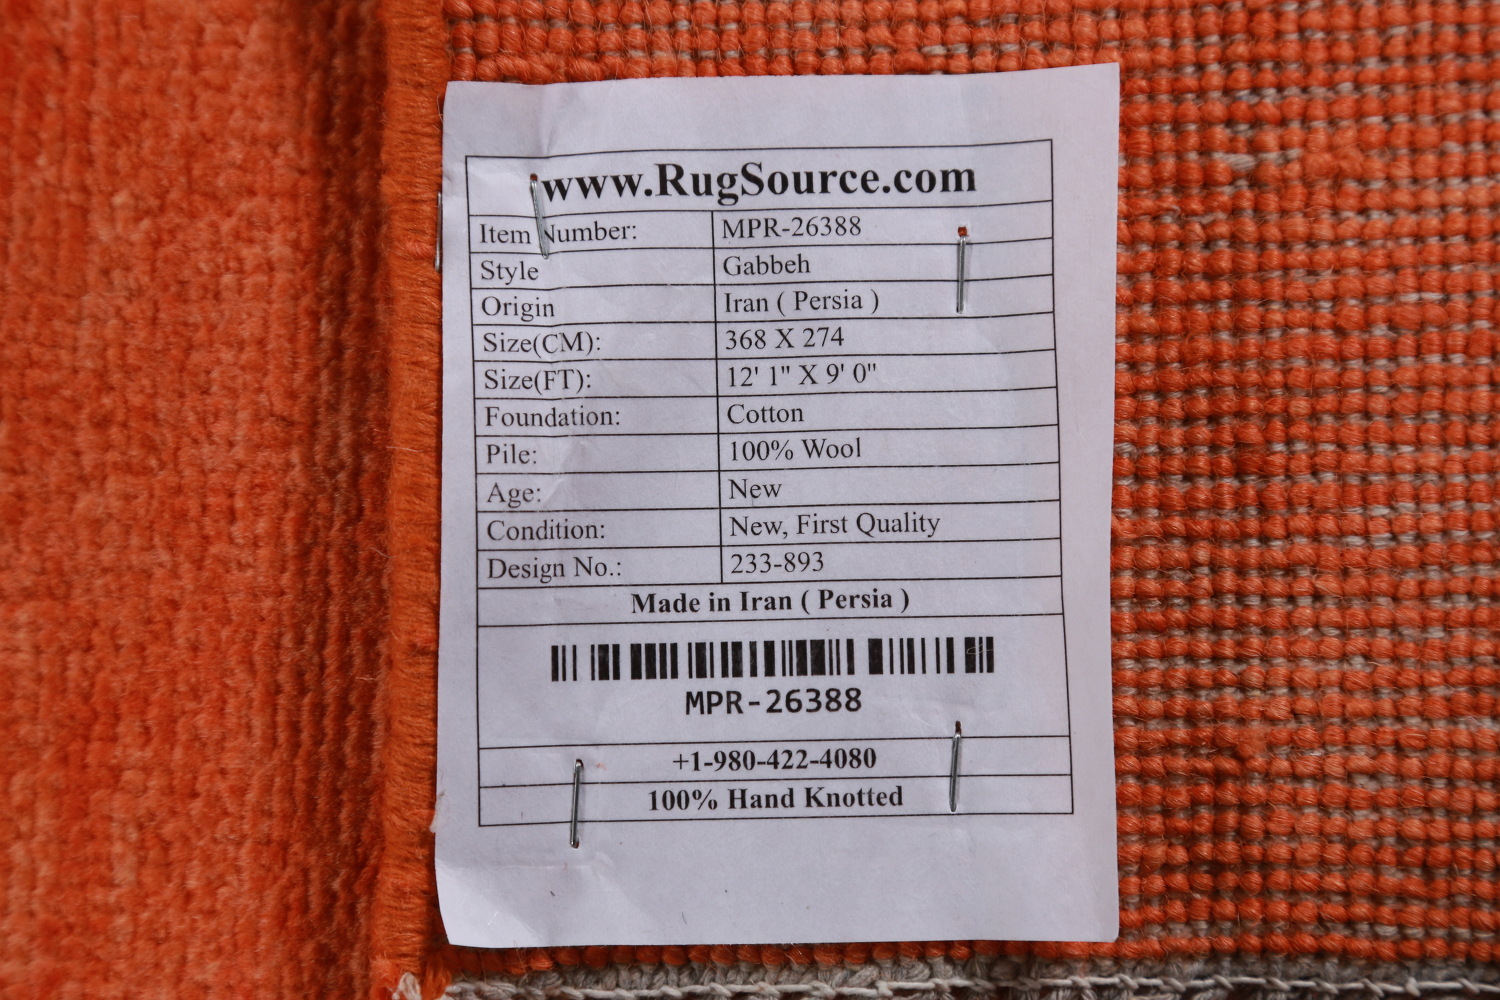 www.RugSource.com
Item Number: MPR-26388
Style Gabbeh
Origin Iran ( Persia )
Size(CM): 368 X 274
Size(FT): 12' 1" X 9' 0"
Foundation: Cotton
Pile: 100% Wool
Age: New
Condition: New, First Quality
Design No.: 233-893
Made in Iran ( Persia )
MPR-26388
+1-980-422-4080
100% Hand Knotted